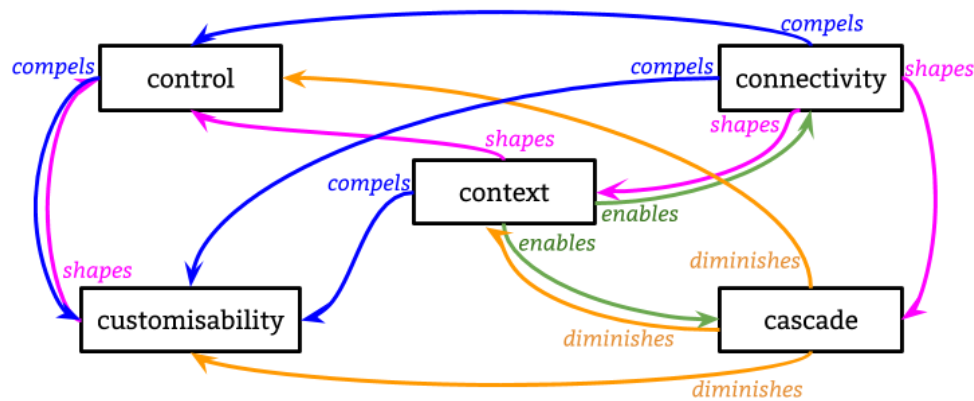 compels
compels
control
compels
connectivity
shapes
shapes
shapes
compels
context
enables
enables
shapes
diminishes
customisability
cascade
diminishes
diminishes